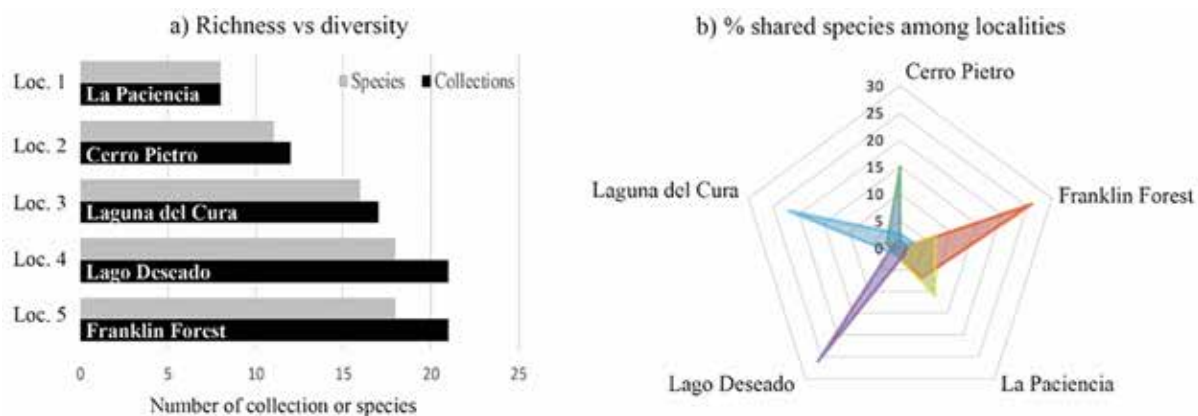 a) Richness vs diversity
Species Collections
Loc. 1
La Paciencia
Loc. 2
Cerro Pietro
Loc. 3
Laguna del Cura
Loc. 4
Lago Descado
Loc. 5
Franklin Forest
0 5 10 15 20 25
Number of collection or species
b) % shared species among localities
Cerro Pietro
30
25
20
15
10
5
0
Laguna del Cura
Franklin Forest
Lago Deseado
La Paciencia